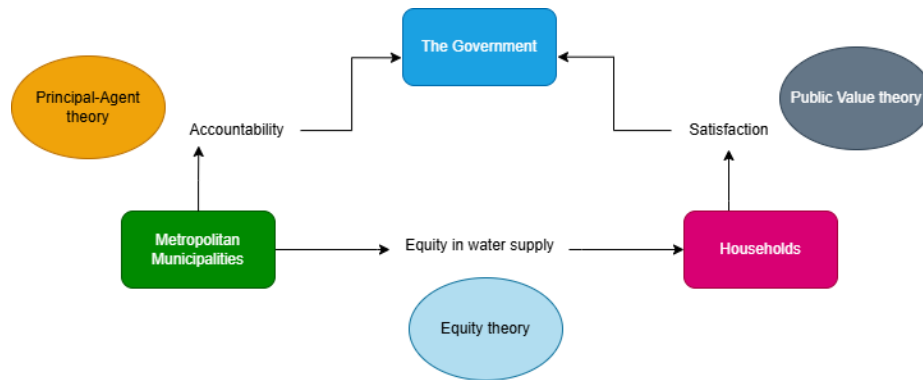 The Government
Principal-Agent
theory
Public Value theory
Accountability
Satisfaction
Metropolitan
Municipalities
Equity in water supply
Households
Equity theory